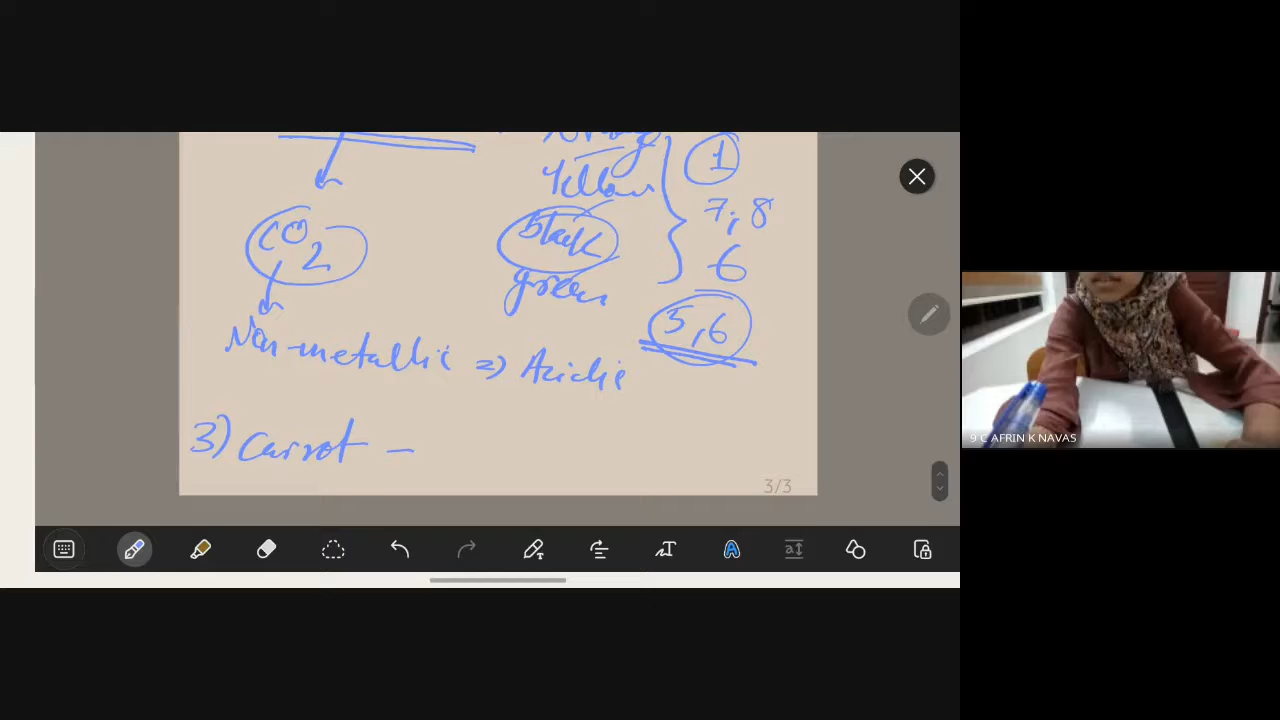 Yellow
1
7, 8
CO2
black
6
green
5, 6
Non-metallic => Acidic
3) Carrot -
3/3
9 C AFRIN K NAVAS